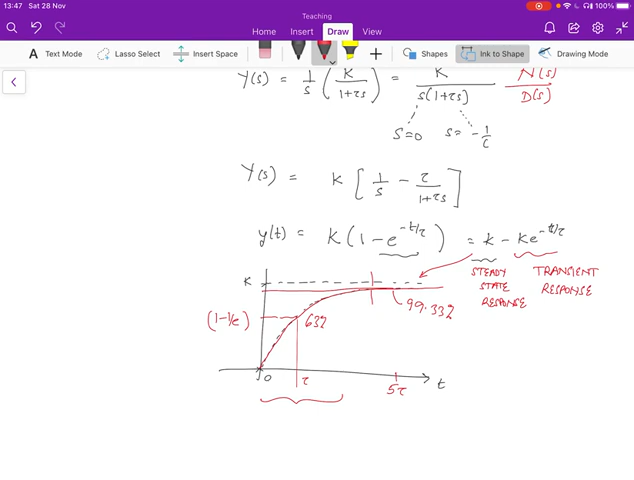 13:47 Sat 28 Nov
Teaching
100%
Home Insert Draw View
Text Mode Lasso Select Insert Space Shapes Ink to Shape Drawing Mode
Y(s) = 1/s ( K/(1+τs) ) = K/(s(1+τs)) N(s)/D(s)
s=0 s= -1/τ
Y(s) = K [ 1/s - τ/(1+τs) ]
y(t) = K(1-e^{-t/τ}) = K - Ke^{-t/τ}
STEADY STATE RESPONSE
TRANSIENT RESPONSE
K
99.33%
(1-1/e) 63%
0 τ 5τ t